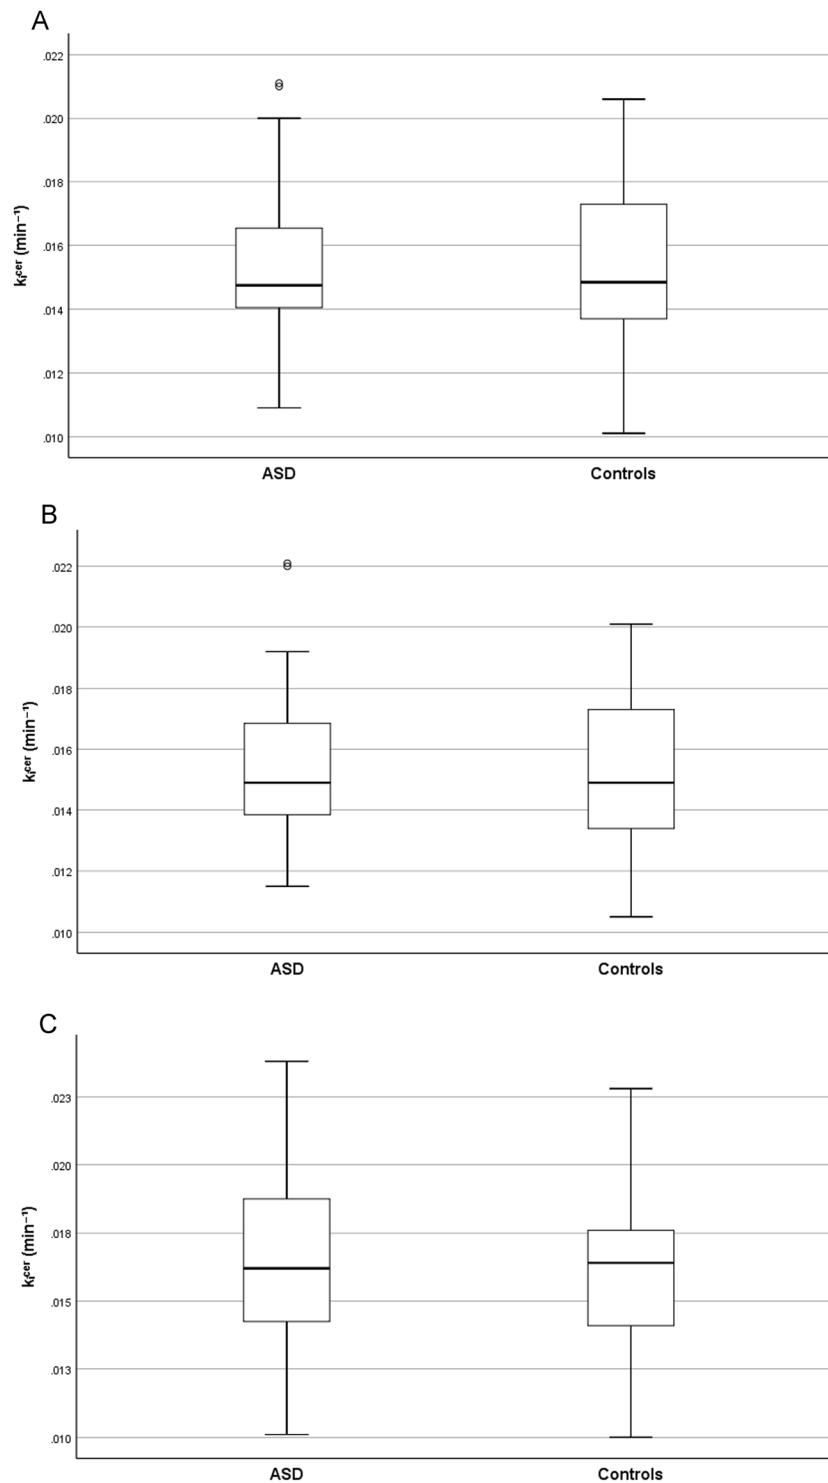 A
.022
.020
.018
.016
.014
.012
.010
kᵢᶜᵉʳ (min⁻¹)
ASD Controls
B
.022
.020
.018
.016
.014
.012
.010
kᵢᶜᵉʳ (min⁻¹)
ASD Controls
C
.023
.020
.018
.015
.013
.010
kᵢᶜᵉʳ (min⁻¹)
ASD Controls